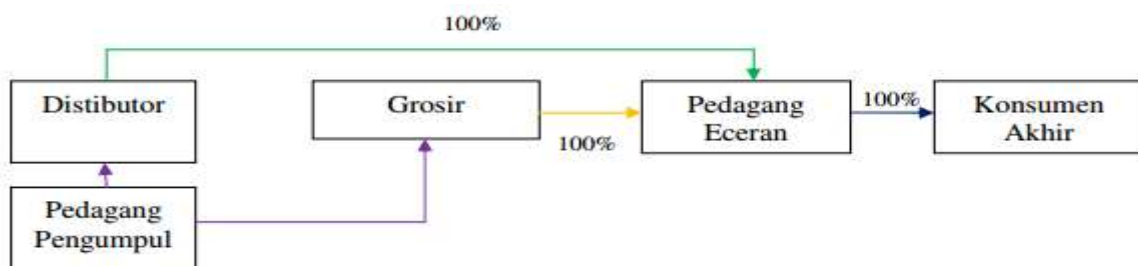 100%
Distibutor
Grosir
100%
Pedagang
Eceran
100%
Konsumen
Akhir
Pedagang
Pengumpul